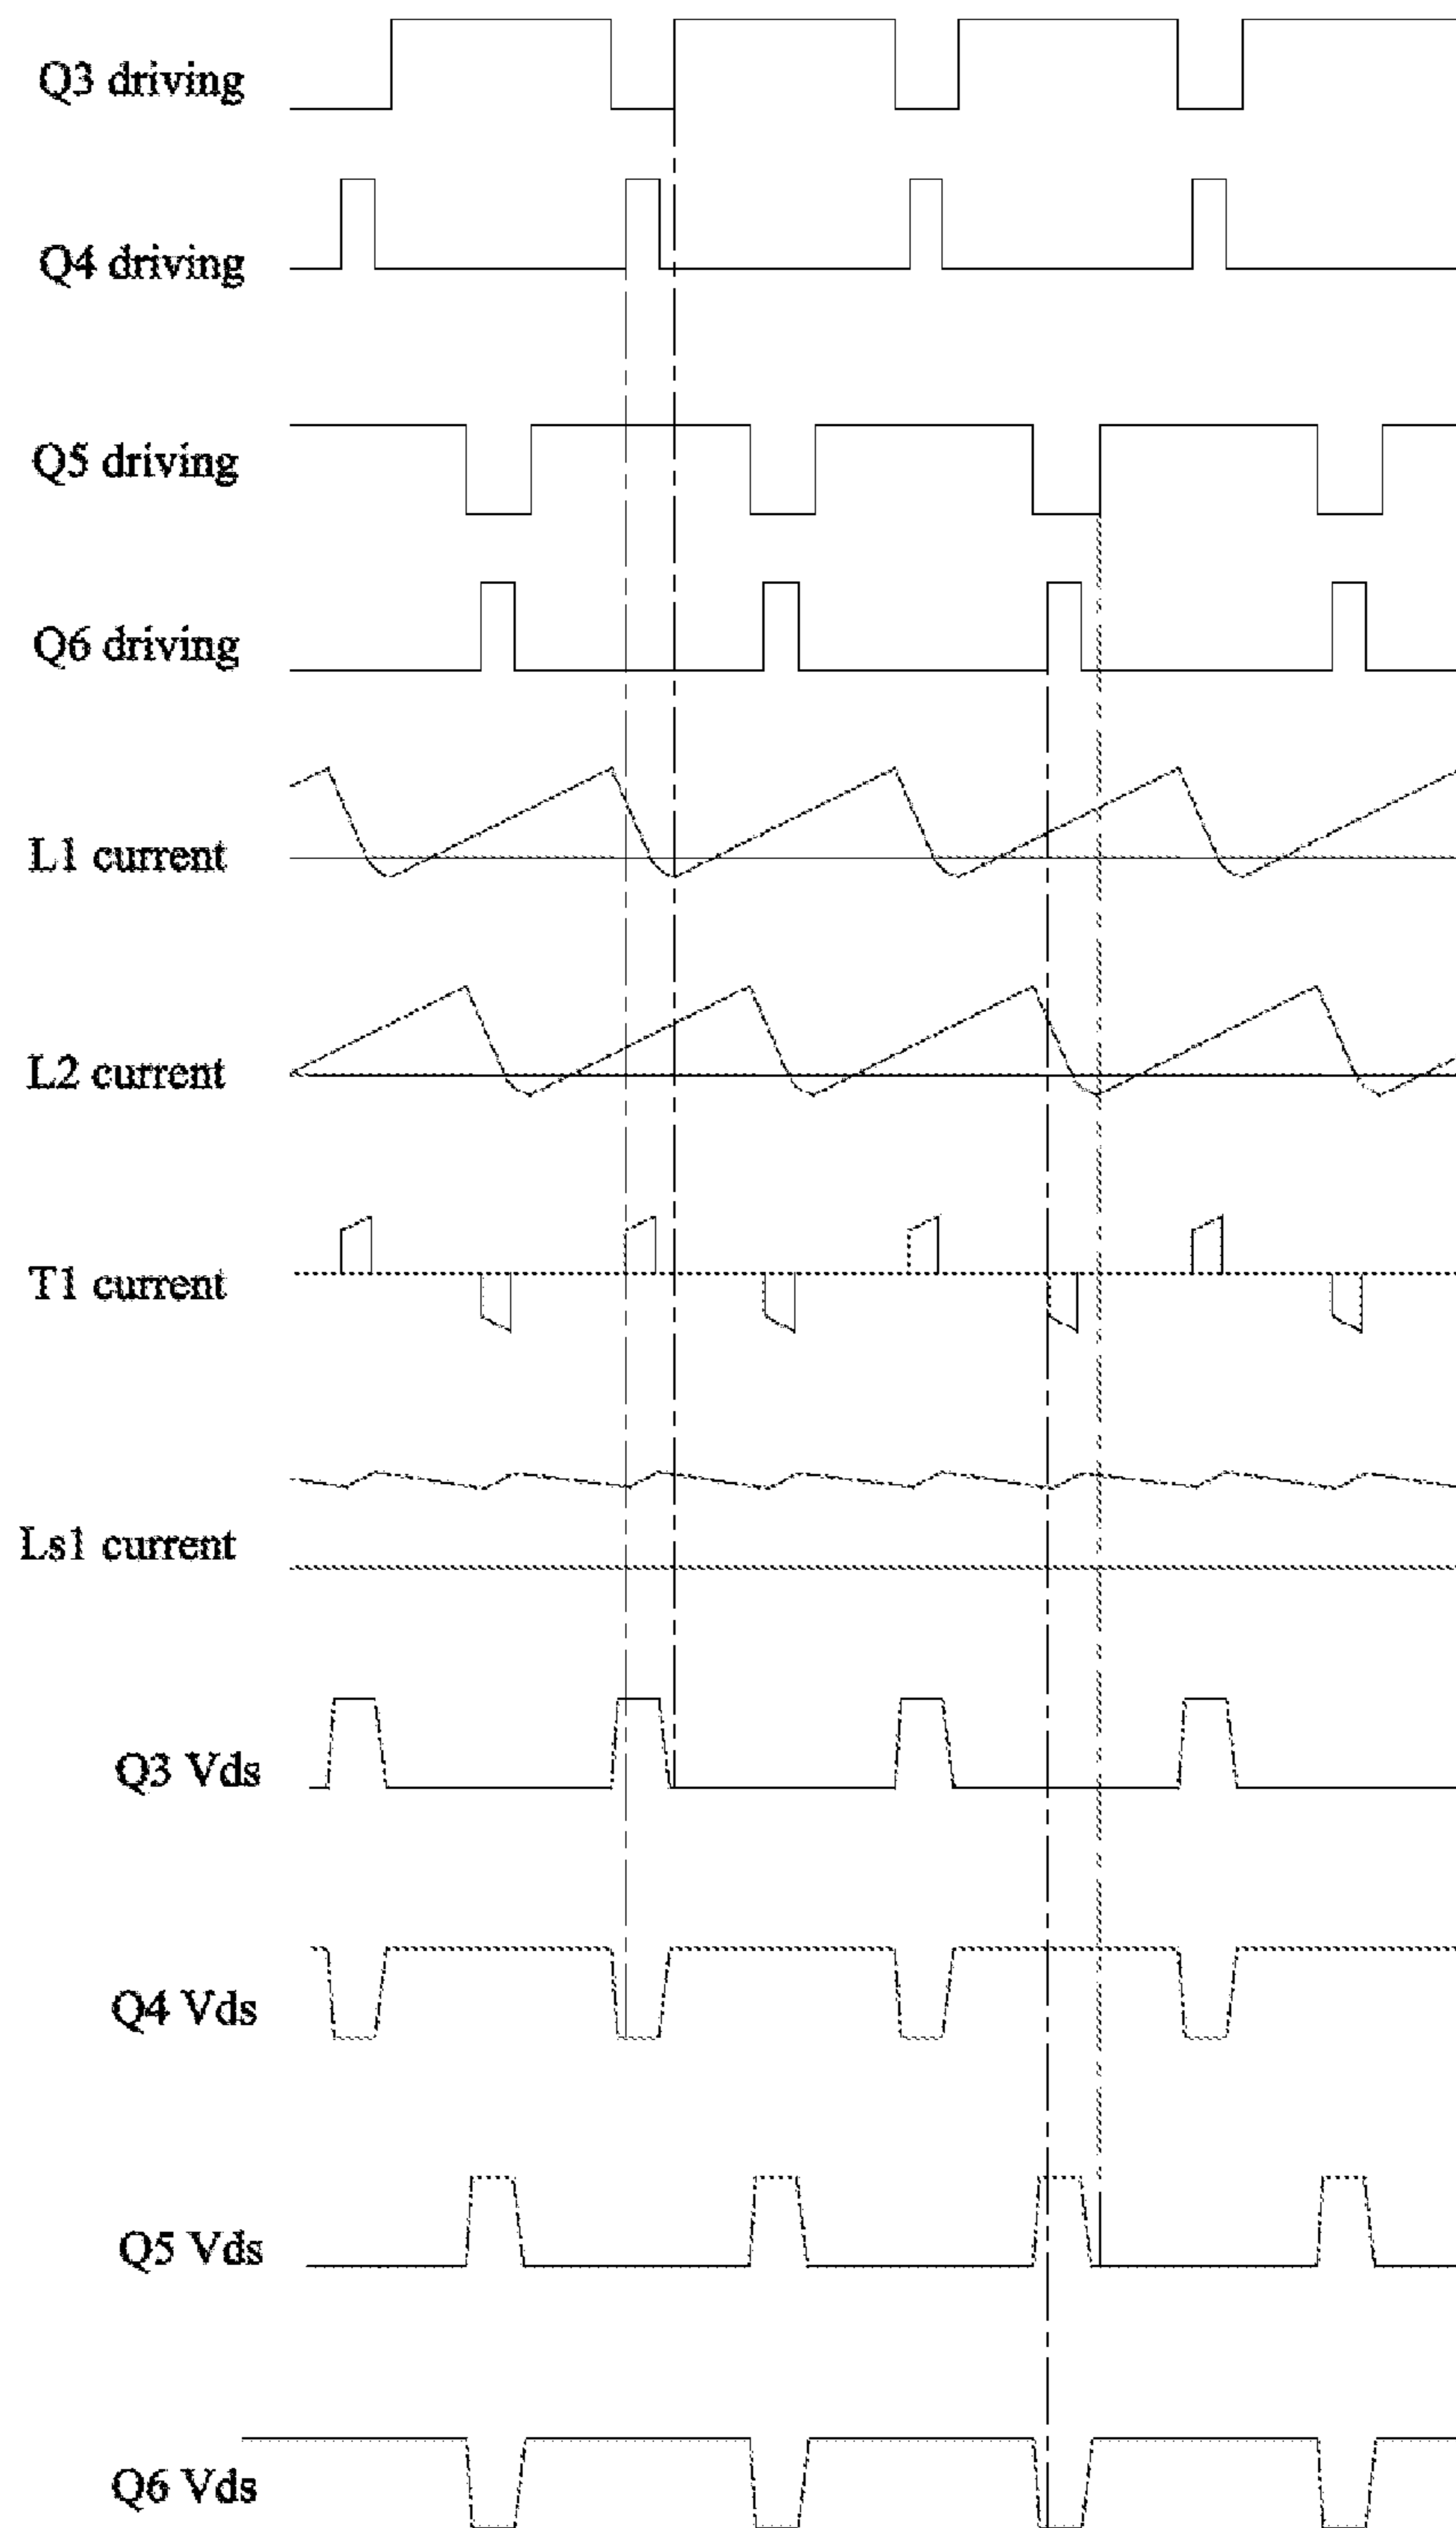 Q3 driving
Q4 driving
Q5 driving
Q6 driving
L1 current
L2 current
T1 current
Ls1 current
Q3 Vds
Q4 Vds
Q5 Vds
Q6 Vds